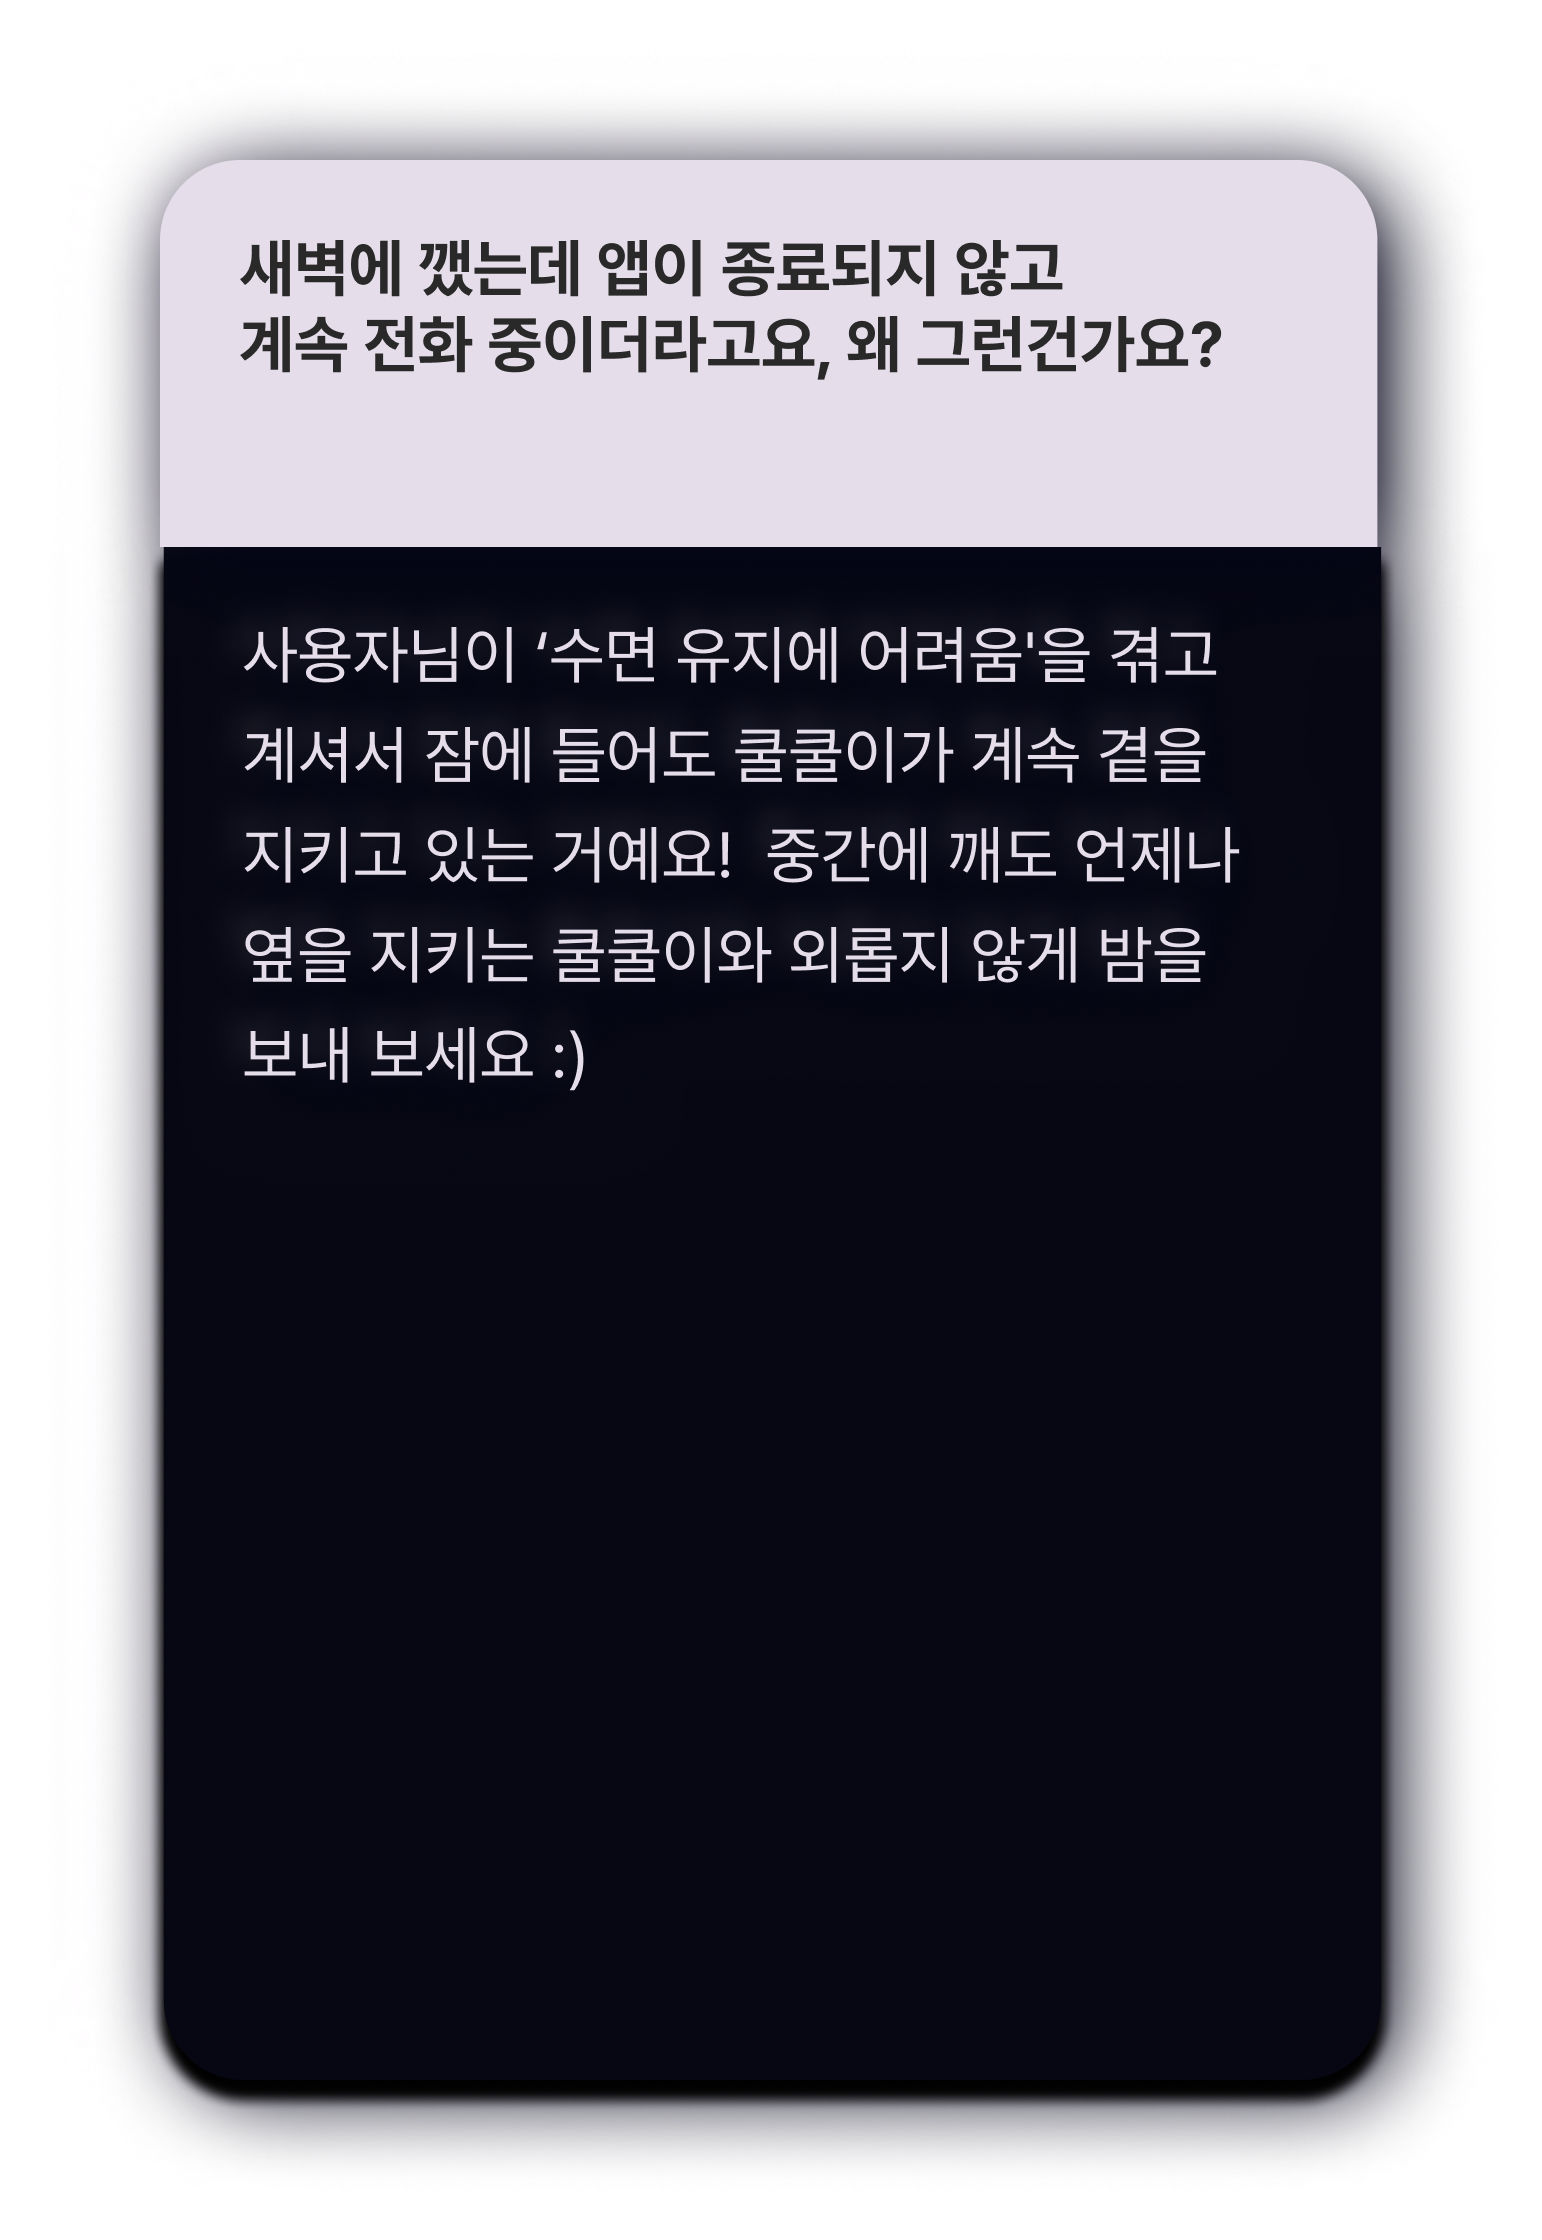 새벽에 깼는데 앱이 종료되지 않고
계속 전화 중이더라고요, 왜 그런건가요?
사용자님이 ‘수면 유지에 어려움'을 겪고
계셔서 잠에 들어도 쿨쿨이가 계속 곁을
지키고 있는 거예요!  중간에 깨도 언제나
옆을 지키는 쿨쿨이와 외롭지 않게 밤을
보내 보세요 :)